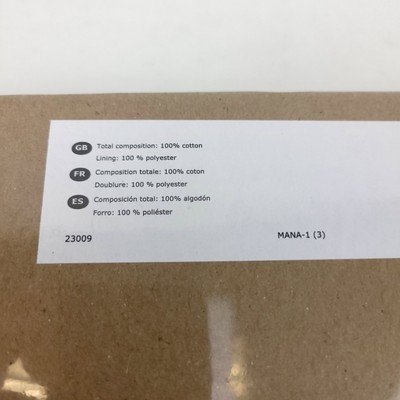 GB Total composition: 100% cotton
Lining: 100 % polyester
FR Composition totale: 100% coton
Doublure: 100 % polyester
ES Composición total: 100% algodón
Forro: 100 % poliéster
23009 MANA-1 (3)